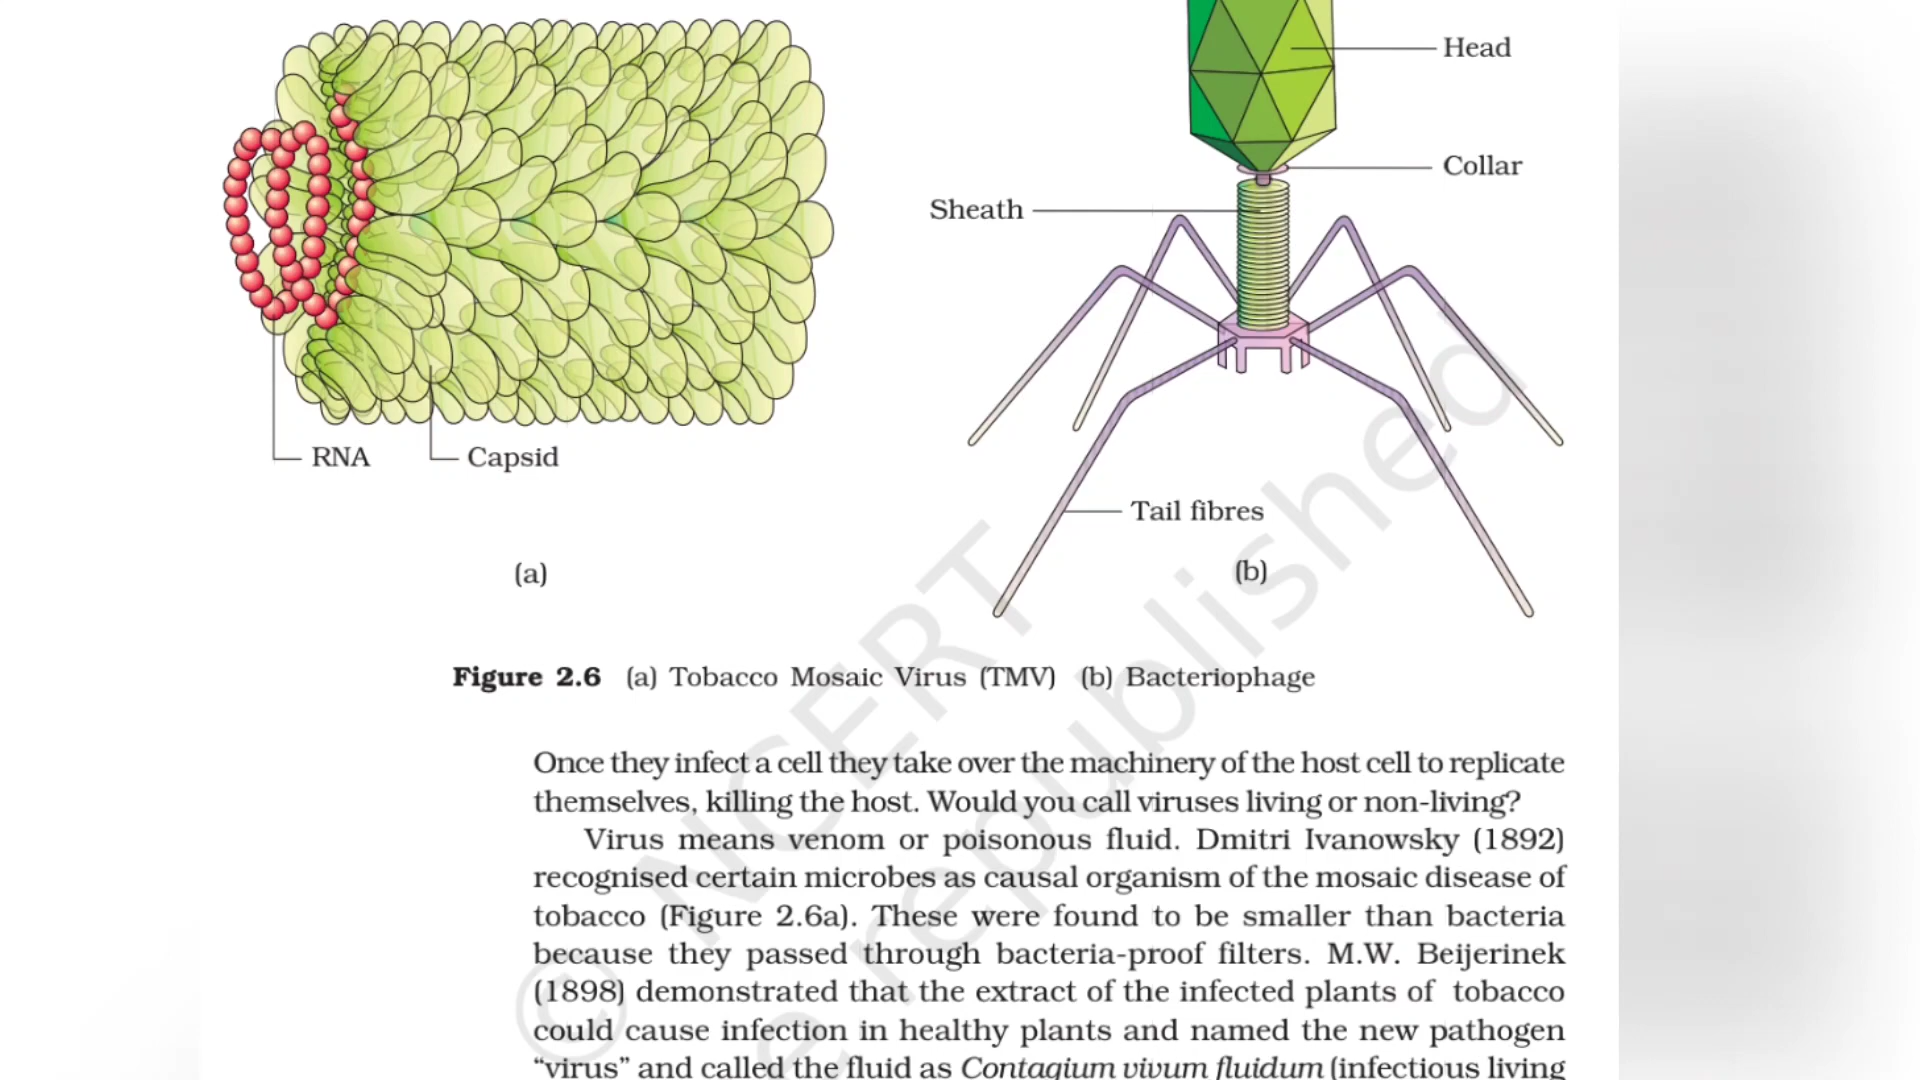 Head
Collar
Sheath
RNA
Capsid
Tail fibres
(a)
(b)
Figure 2.6 (a) Tobacco Mosaic Virus (TMV) (b) Bacteriophage
Once they infect a cell they take over the machinery of the host cell to replicate
themselves, killing the host. Would you call viruses living or non-living?
Virus means venom or poisonous fluid. Dmitri Ivanowsky (1892)
recognised certain microbes as causal organism of the mosaic disease of
tobacco (Figure 2.6a). These were found to be smaller than bacteria
because they passed through bacteria-proof filters. M.W. Beijerinek
(1898) demonstrated that the extract of the infected plants of tobacco
could cause infection in healthy plants and named the new pathogen
“virus” and called the fluid as Contagium vivum fluidum (infectious living
© NCERT
republished